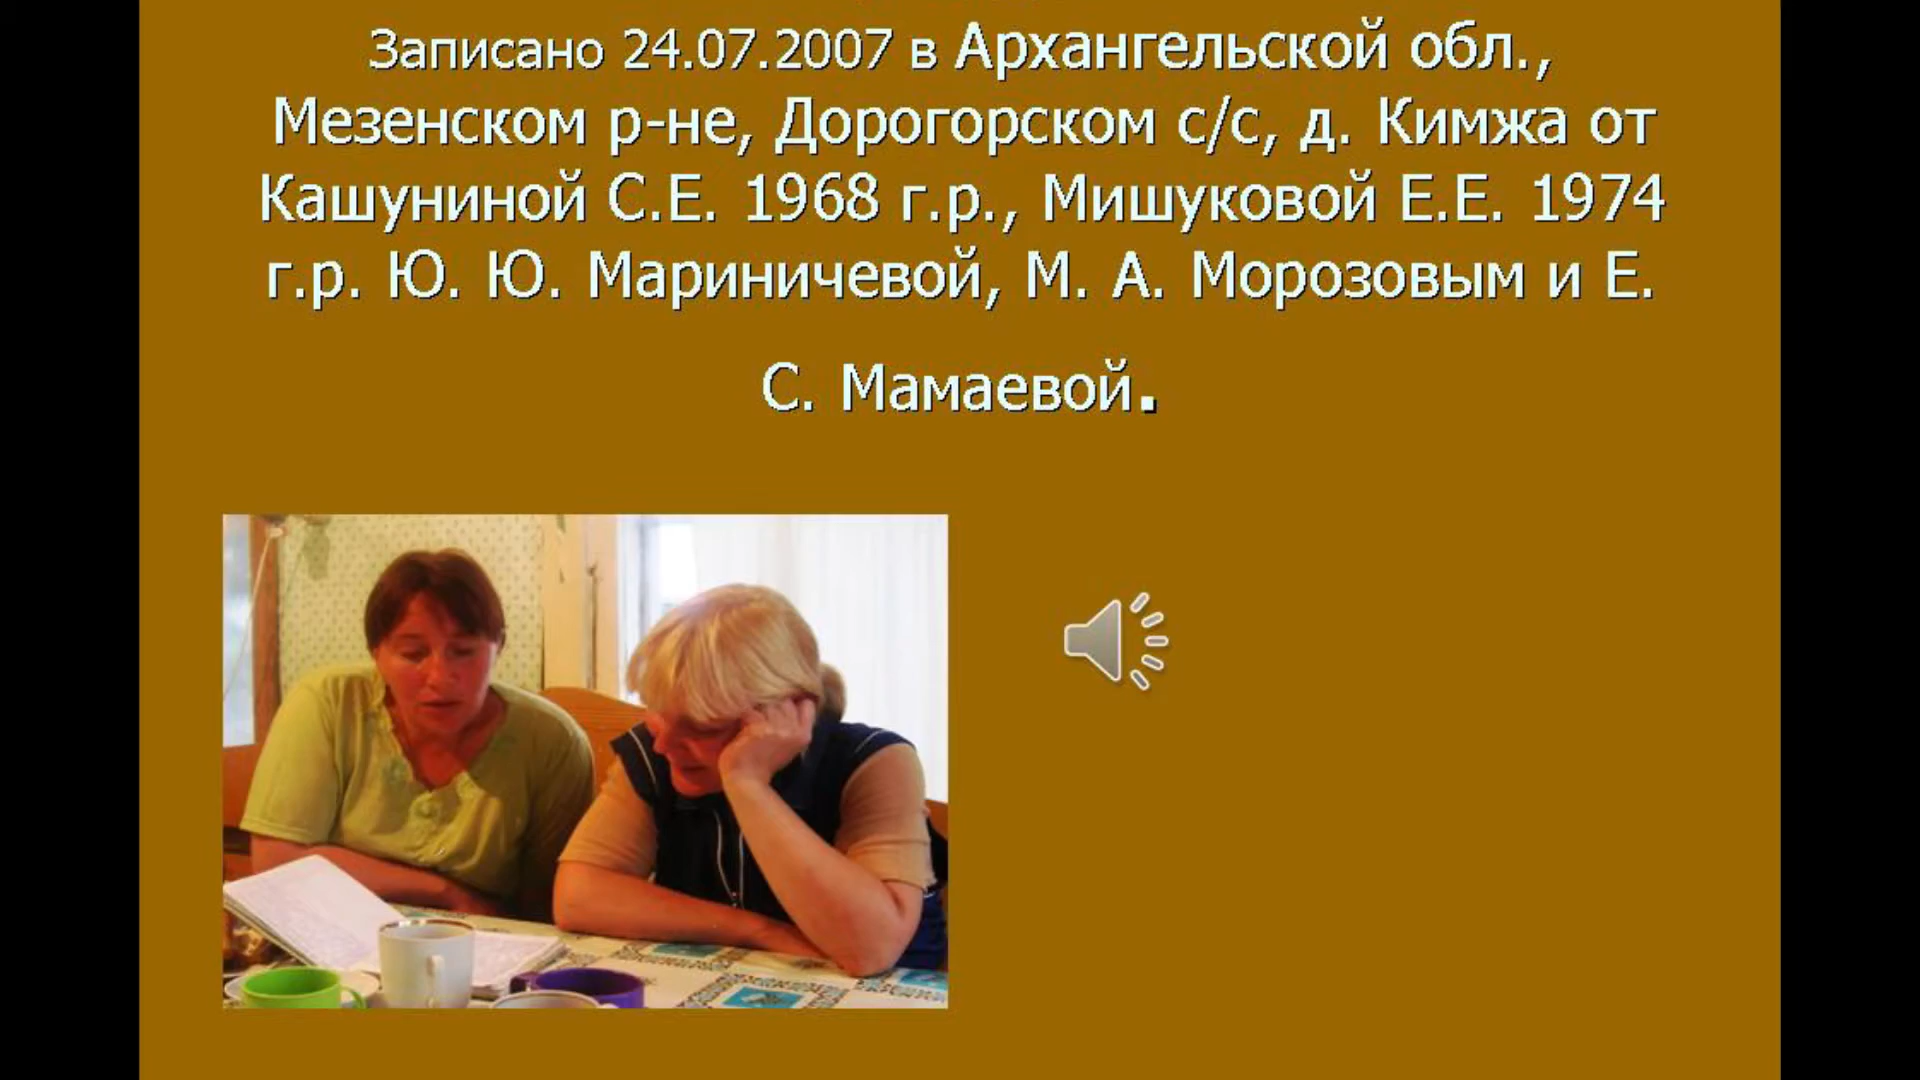 Записано 24.07.2007 в Архангельской обл.,
Мезенском р-не, Дорогорском с/с, д. Кимжа от
Кашуниной С.Е. 1968 г.р., Мишуковой Е.Е. 1974
г.р. Ю. Ю. Мариничевой, М. А. Морозовым и Е.
С. Мамаевой.